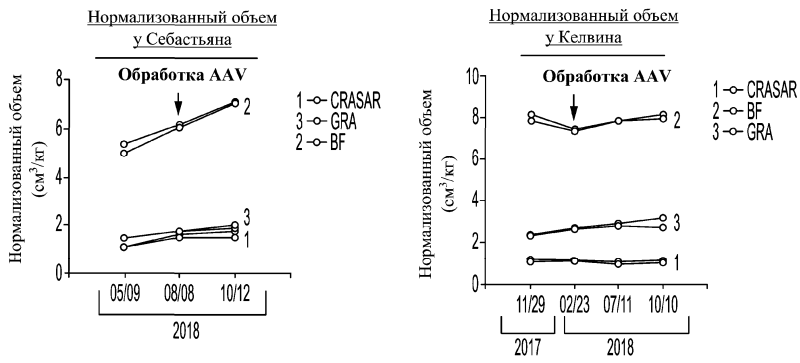 Нормализованный объем
у Себастьяна
Обработка AAV
Нормализованный объем
(см³/кг)
8
6
4
2
0
2
3
1
1 CRASAR
3 GRA
2 BF
05/09 08/08 10/12
2018
Нормализованный объем
у Келвина
Обработка AAV
Нормализованный объем
(см³/кг)
10
8
6
4
2
0
2
3
1
1 CRASAR
2 BF
3 GRA
11/29 02/23 07/11 10/10
2017 2018